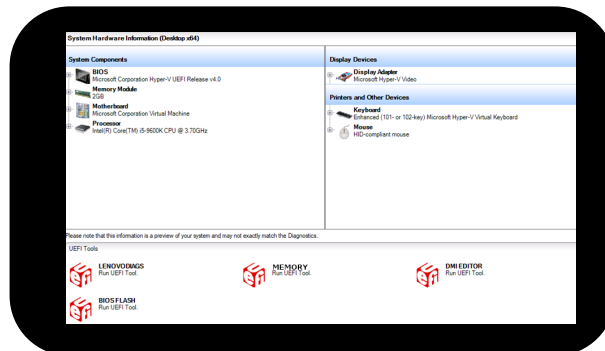 System Hardware Information (Desktop x64)
System Components
BIOS
Microsoft Corporation Hyper-V UEFI Release v4.0
Memory Module
2GB
Motherboard
Microsoft Corporation Virtual Machine
Processor
Intel(R) Core(TM) i5-9600K CPU @ 3.70GHz
Display Devices
Display Adapter
Microsoft Hyper-V Video
Printers and Other Devices
Keyboard
Enhanced (101- or 102-key) Microsoft Hyper-V Virtual Keyboard
Mouse
HID-compliant mouse
Please note that this information is a preview of your system and may not exactly match the Diagnostics.
UEFI Tools
LENOVODIAGS
Run UEFI Tool.
MEMORY
Run UEFI Tool.
DMI EDITOR
Run UEFI Tool.
BIOS FLASH
Run UEFI Tool.